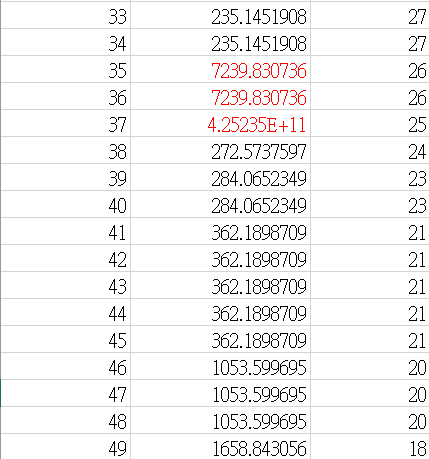 33 235.1451908 27
34 235.1451908 27
35 7239.830736 26
36 7239.830736 26
37 4.25235E+11 25
38 272.5737597 24
39 284.0652349 23
40 284.0652349 23
41 362.1898709 21
42 362.1898709 21
43 362.1898709 21
44 362.1898709 21
45 362.1898709 21
46 1053.599695 20
47 1053.599695 20
48 1053.599695 20
49 1658.843056 18